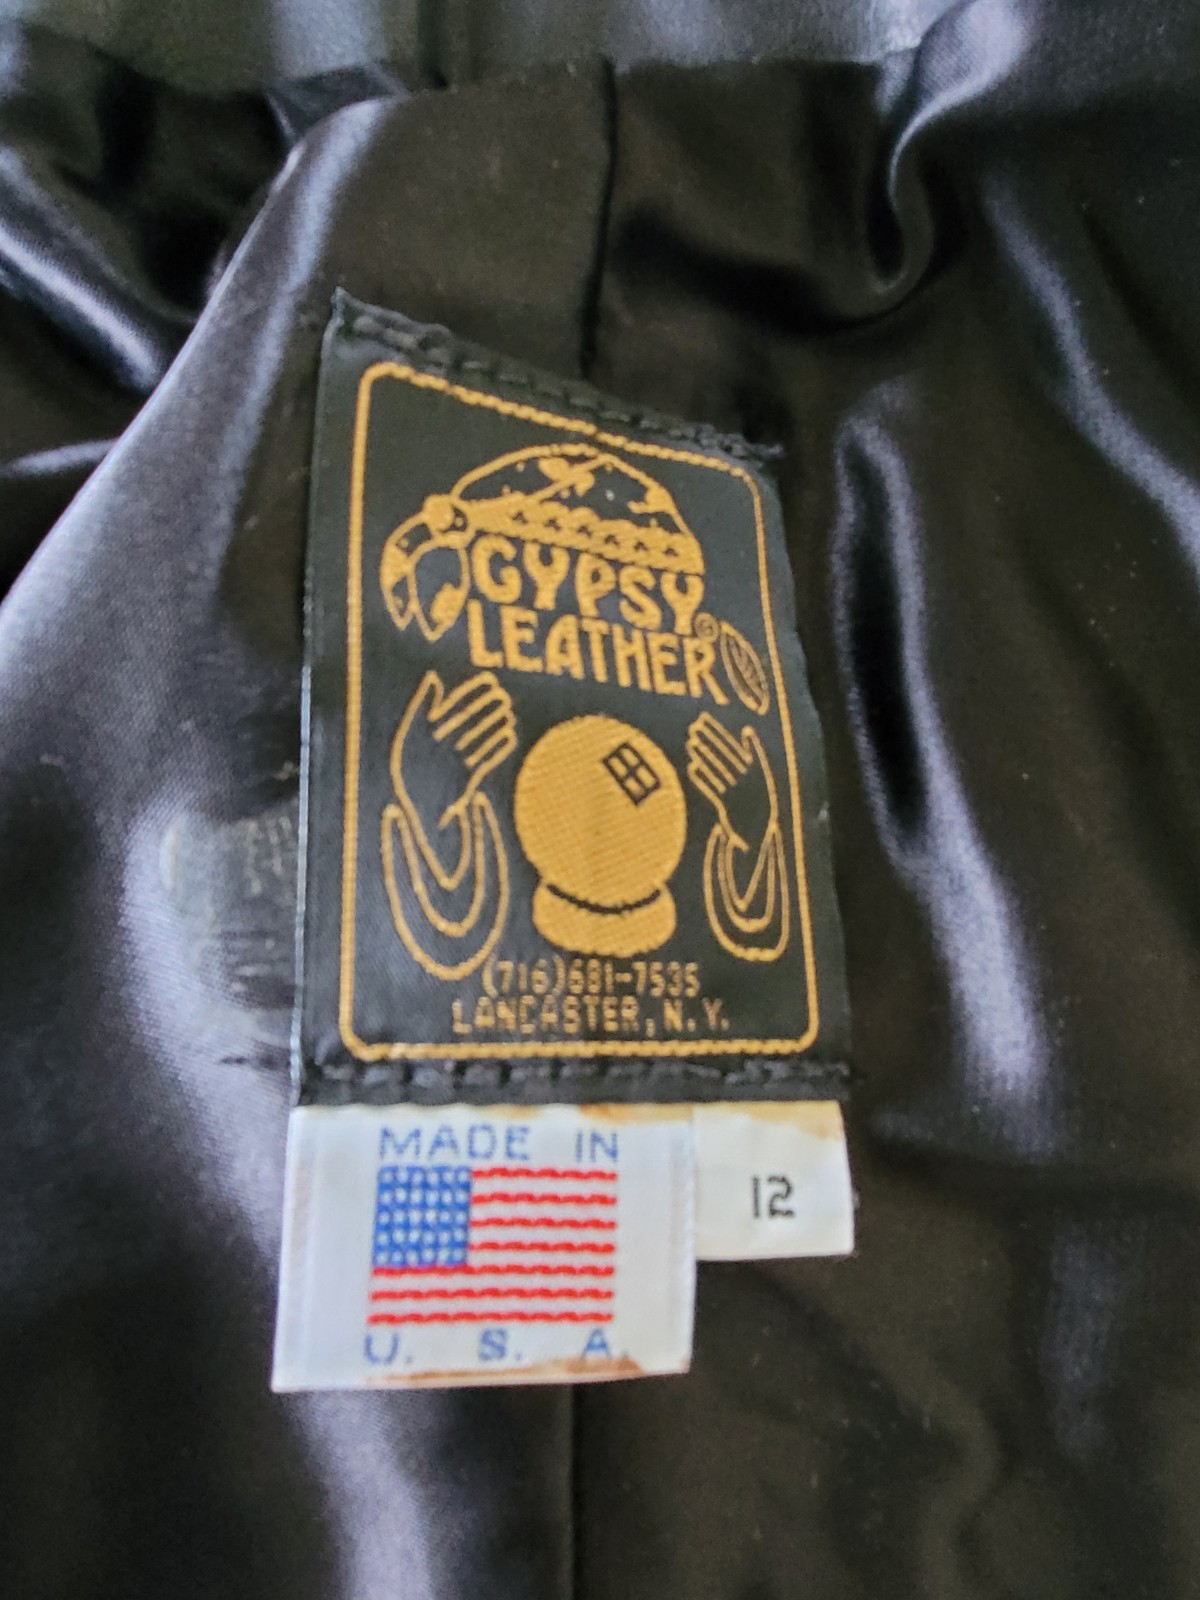 GYPSY
LEATHER©
(716)681-7535
LANCASTER, N.Y.
MADE IN
U. S. A.
12